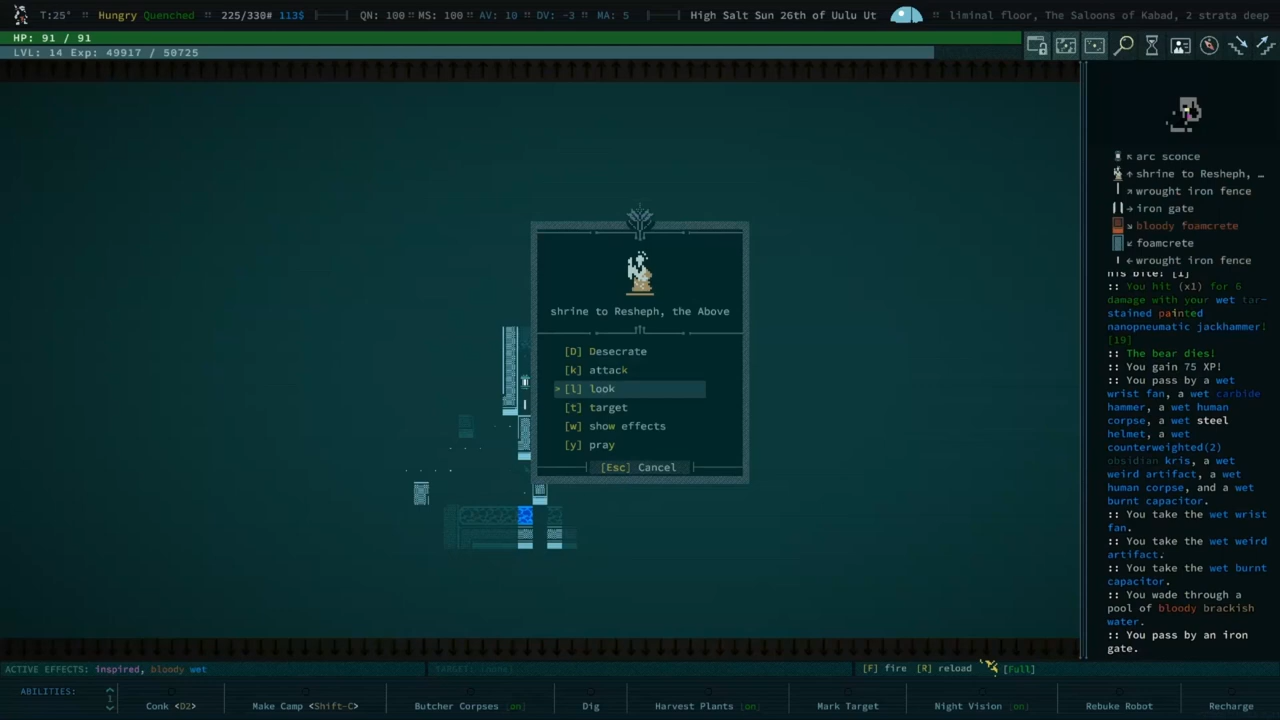 T:25° :: Hungry Quenched :: 225/330# 113$ QN: 100 :: MS: 100 :: AV: 10 :: DV: -3 :: MA: 5 High Salt Sun 26th of Uulu Ut :: liminal floor, The Saloons of Kabad, 2 strata deep
HP: 91 / 91
LVL: 14 Exp: 49917 / 50725
shrine to Resheph, the Above
[D] Desecrate
[k] attack
> [l] look
[t] target
[w] show effects
[y] pray
[Esc] Cancel
arc sconce
shrine to Resheph, …
wrought iron fence
iron gate
bloody foamcrete
foamcrete
wrought iron fence
his bite! [1]
:: You hit (x1) for 6
damage with your wet tar-
stained painted
nanopneumatic jackhammer!
[19]
:: The bear dies!
:: You gain 75 XP!
:: You pass by a wet
wrist fan, a wet carbide
hammer, a wet human
corpse, a wet steel
helmet, a wet
counterweighted(2)
obsidian kris, a wet
weird artifact, a wet
human corpse, and a wet
burnt capacitor.
:: You take the wet wrist
fan.
:: You take the wet weird
artifact.
:: You take the wet burnt
capacitor.
:: You wade through a
pool of bloody brackish
water.
:: You pass by an iron
gate.
ACTIVE EFFECTS: inspired, bloody wet
[F] fire [R] reload [Full]
ABILITIES: 1 Conk <D2> Make Camp <Shift-C> Butcher Corpses [on] Dig Harvest Plants [on] Mark Target Night Vision [on] Rebuke Robot Recharge